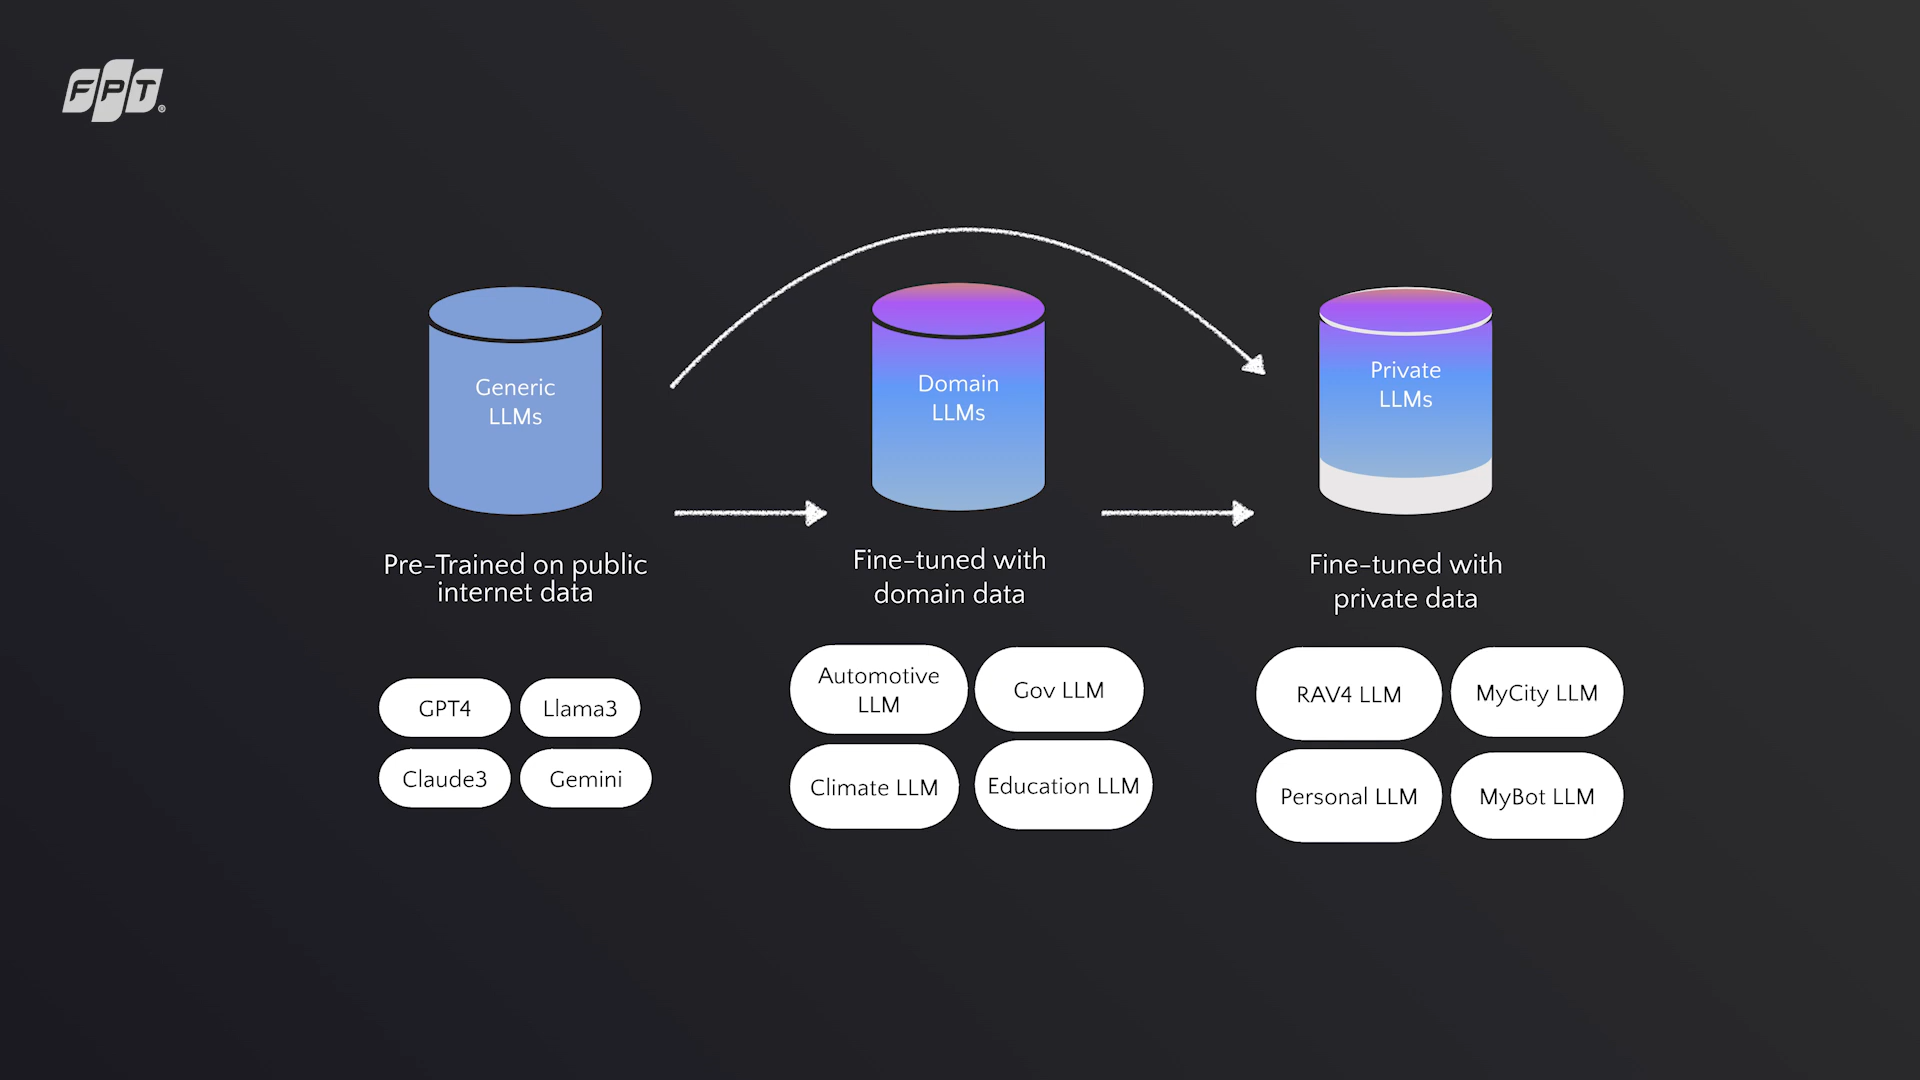 FPT®
Generic
LLMs
Domain
LLMs
Private
LLMs
Pre-Trained on public
internet data
Fine-tuned with
domain data
Fine-tuned with
private data
GPT4
Llama3
Claude3
Gemini
Automotive
LLM
Gov LLM
Climate LLM
Education LLM
RAV4 LLM
MyCity LLM
Personal LLM
MyBot LLM